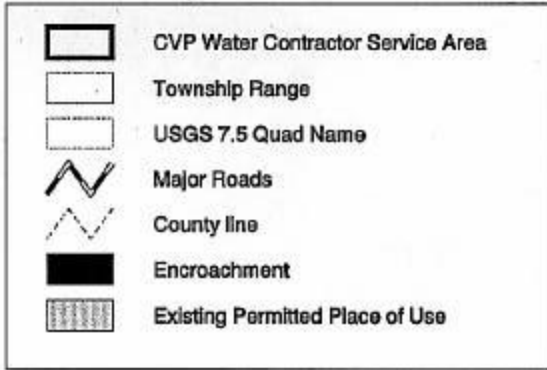 CVP Water Contractor Service Area
Township Range
USGS 7.5 Quad Name
Major Roads
County line
Encroachment
Existing Permitted Place of Use